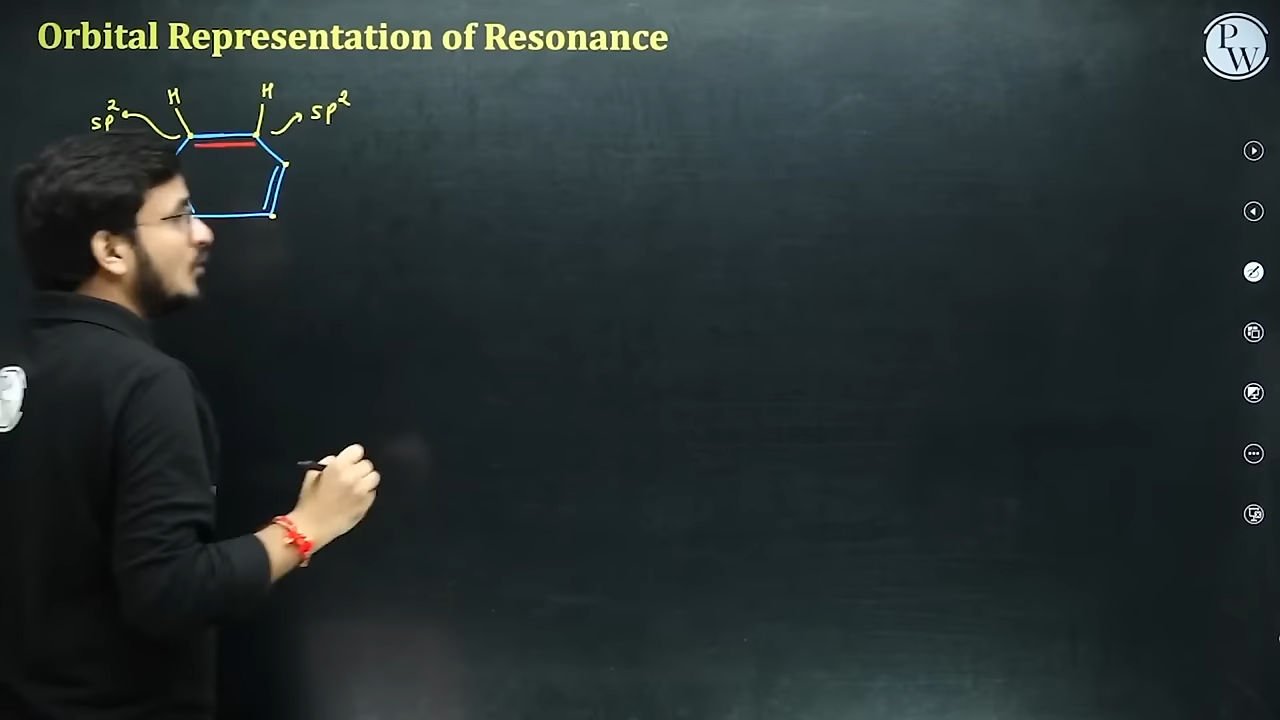 Orbital Representation of Resonance
PW
H H
sp² sp²